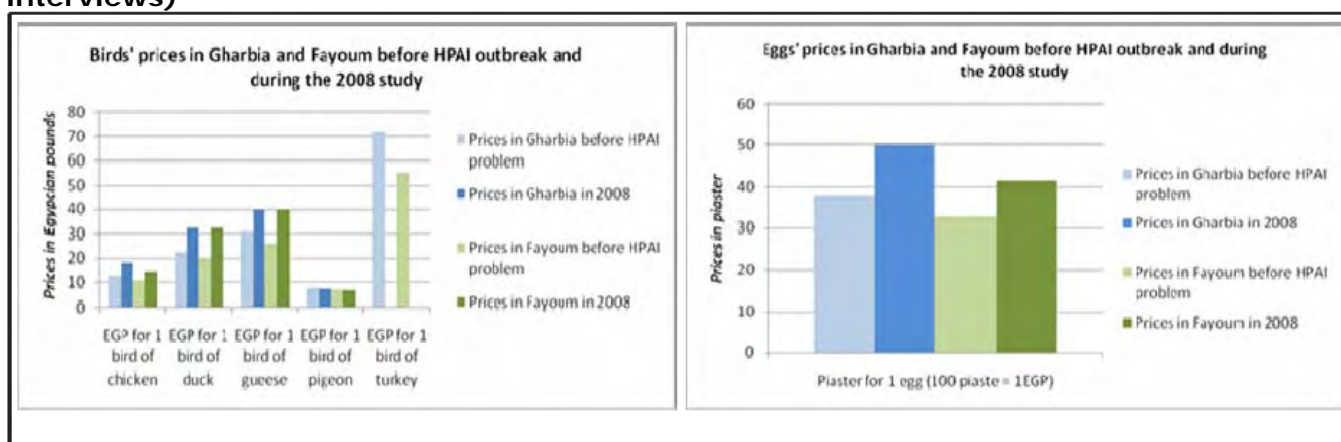 interviews)
Birds' prices in Gharbia and Fayoum before HPAI outbreak and
during the 2008 study
Prices in Egypcian pounds
80
70
60
50
40
30
20
10
0
EGP for 1
bird of
chicken
EGP for 1
bird of
duck
EGP for 1
bird of
gueese
EGP for 1
bird of
pigeon
EGP for 1
bird of
turkey
Prices in Gharbia before HPAI
problem
Prices in Gharbia in 2008
Prices in Fayoum before HPAI
problem
Prices in Fayoum in 2008
Eggs' prices in Gharbia and Fayoum before HPAI outbreak and during
the 2008 study
Prices in piaster
60
50
40
30
20
10
0
Piaster for 1 egg (100 piaste = 1EGP)
Prices in Gharbia before HPAI
problem
Prices in Gharbia in 2008
Prices in Fayoum before HPAI
problem
Prices in Fayoum in 2008